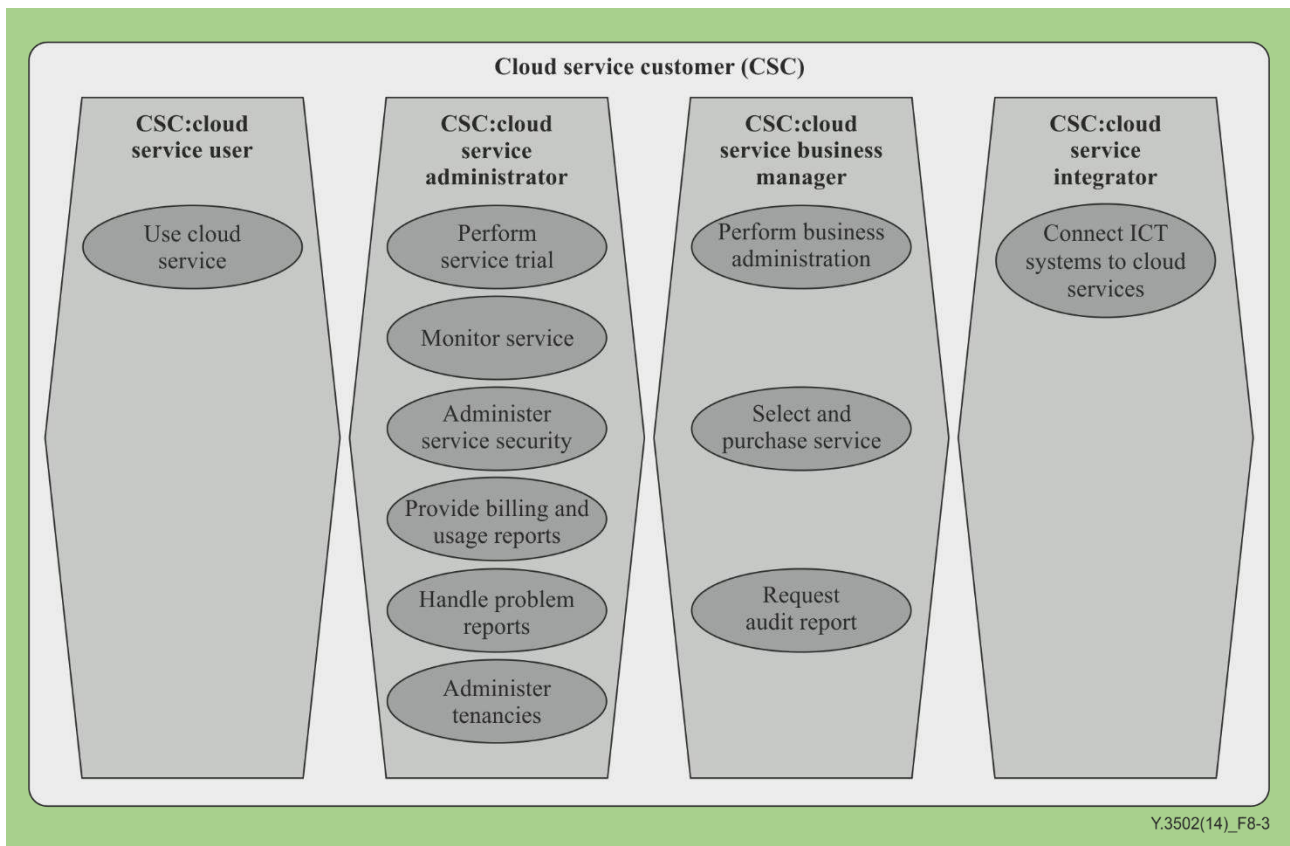 Cloud service customer (CSC)
CSC:cloud
service user
Use cloud
service
CSC:cloud
service
administrator
Perform
service trial
Monitor service
Administer
service security
Provide billing and
usage reports
Handle problem
reports
Administer
tenancies
CSC:cloud
service business
manager
Perform business
administration
Select and
purchase service
Request
audit report
CSC:cloud
service
integrator
Connect ICT
systems to cloud
services
Y.3502(14)_F8-3